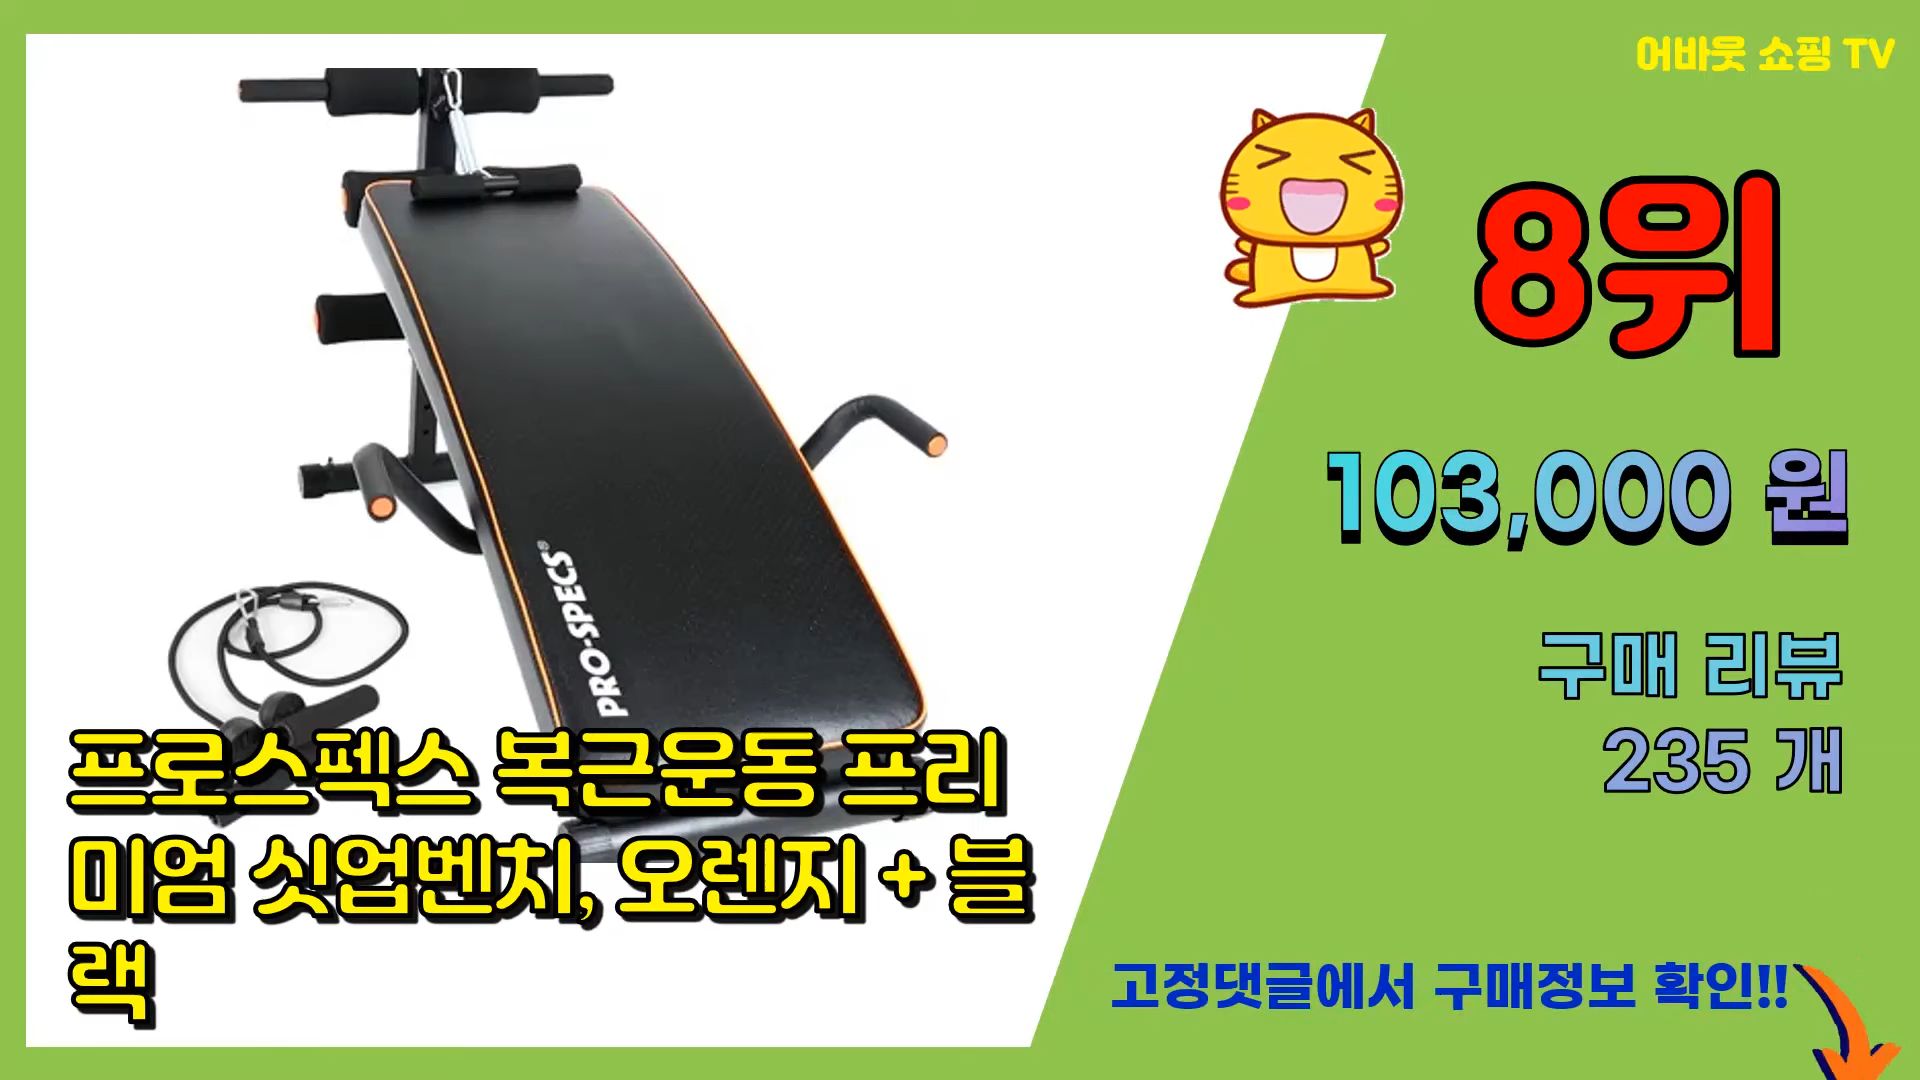 어바웃 쇼핑 TV
8위
103,000 원
구매 리뷰
235 개
PRO-SPECS®
프로스펙스 복근운동 프리
미엄 싯업벤치, 오렌지 + 블
랙
고정댓글에서 구매정보 확인!!